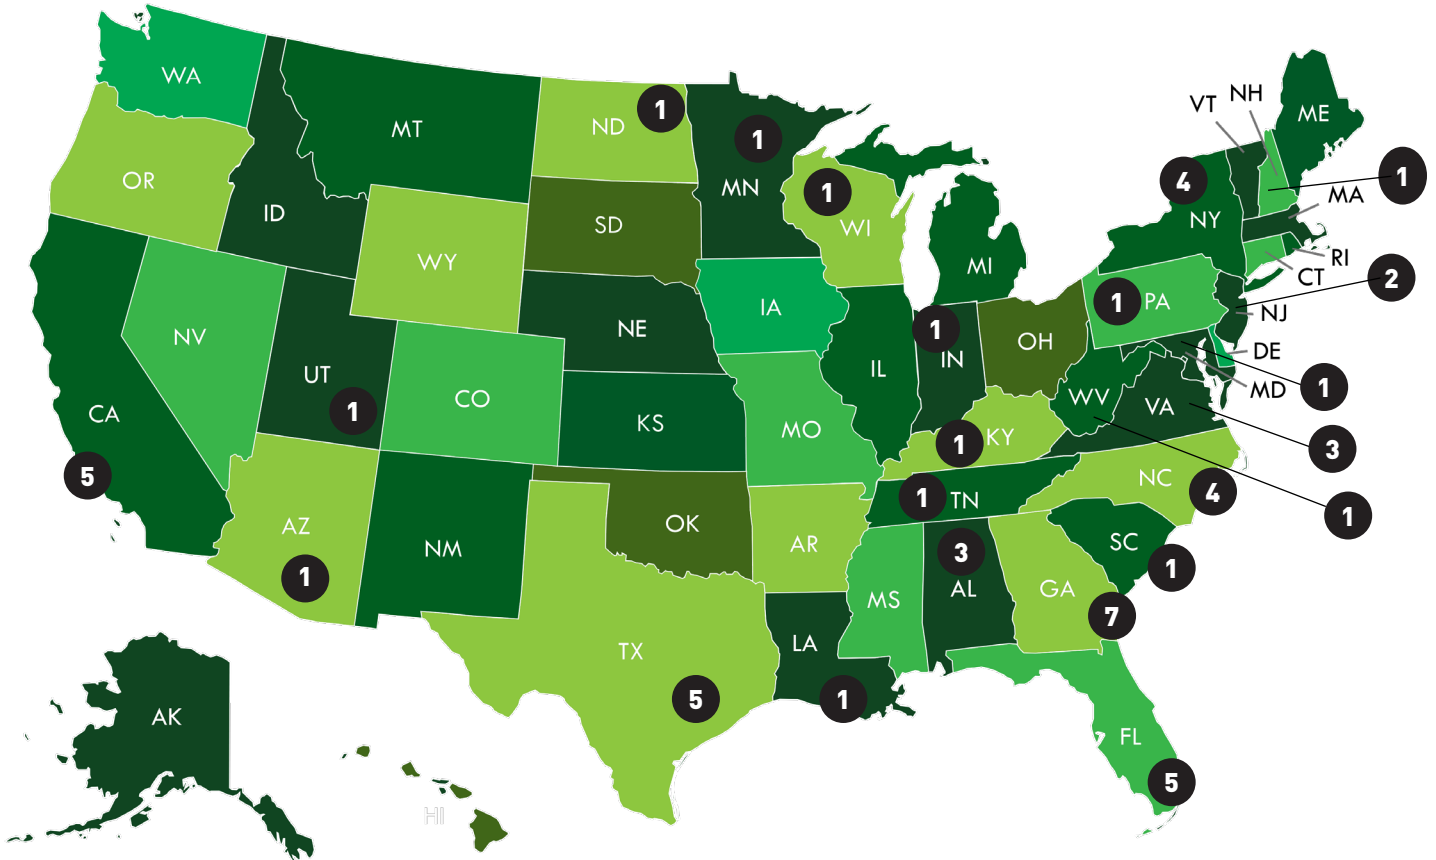 WA
MT
ND
1
MN
1
OR
ID
SD
WY
WI
1
MI
NY
4
VT
NH
ME
1
MA
RI
CT
2
NJ
NV
UT
1
CO
NE
IA
IL
IN
1
OH
PA
1
DE
MD
1
CA
5
KS
MO
KY
1
WV
VA
3
1
AZ
1
NM
OK
AR
TN
1
NC
4
SC
1
TX
5
LA
1
MS
AL
3
GA
7
FL
5
AK
HI